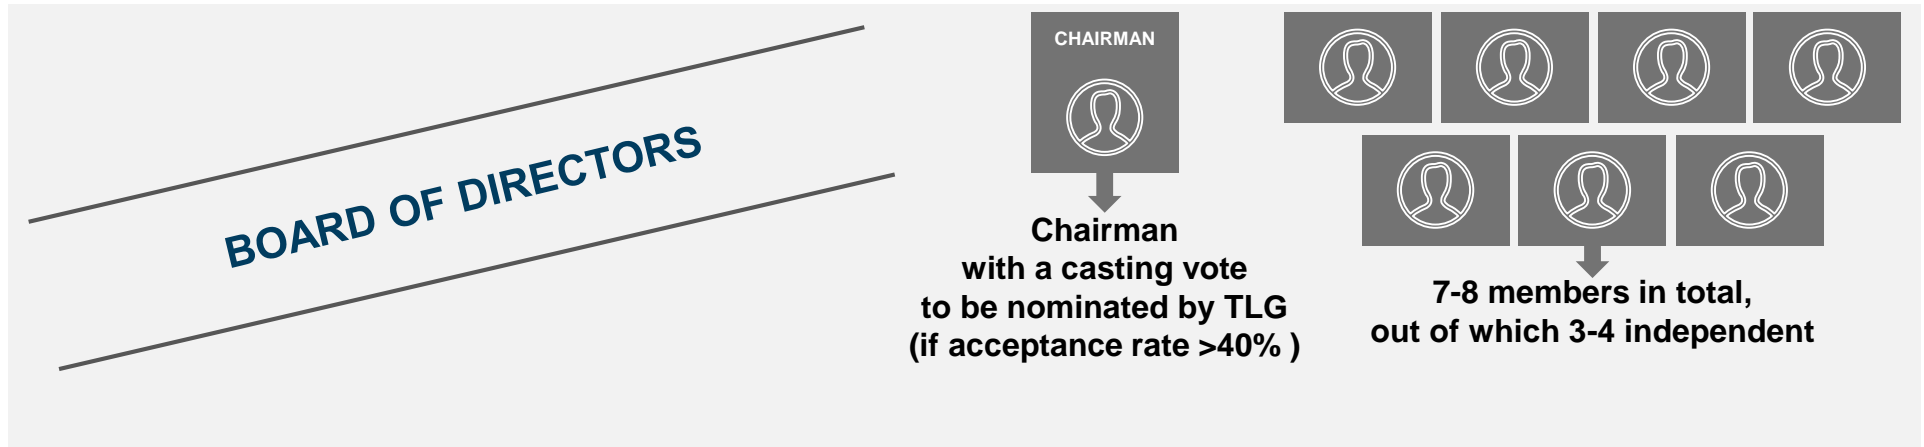 BOARD OF DIRECTORS
CHAIRMAN
Chairman
with a casting vote
to be nominated by TLG
(if acceptance rate >40% )
7-8 members in total,
out of which 3-4 independent